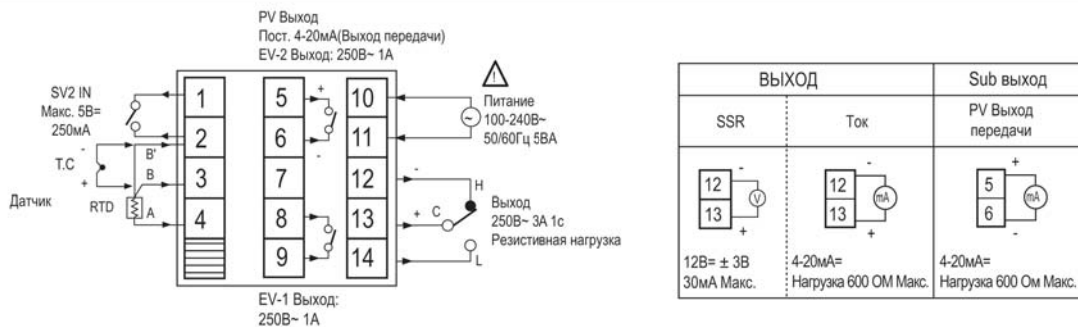 PV Выход
Пост. 4-20мА(Выход передачи)
EV-2 Выход: 250В~ 1А
SV2 IN
Макс. 5В=
250мА
T.C
-
+
B'
B
A
RTD
Датчик
1
2
3
4
5
6
7
8
9
10
11
12
13
14
+
-
~
!
Питание
100-240В~
50/60Гц 5ВА
-
H
+
C
L
Выход
250В~ 3А 1с
Резистивная нагрузка
EV-1 Выход:
250В~ 1А
ВЫХОД
Sub выход
SSR
Ток
PV Выход
передачи
12
13
-
V
+
12
13
-
mA
+
5
6
+
mA
-
12В= ± 3В
30мА Макс.
4-20мА=
Нагрузка 600 ОМ Макс.
4-20мА=
Нагрузка 600 Ом Макс.